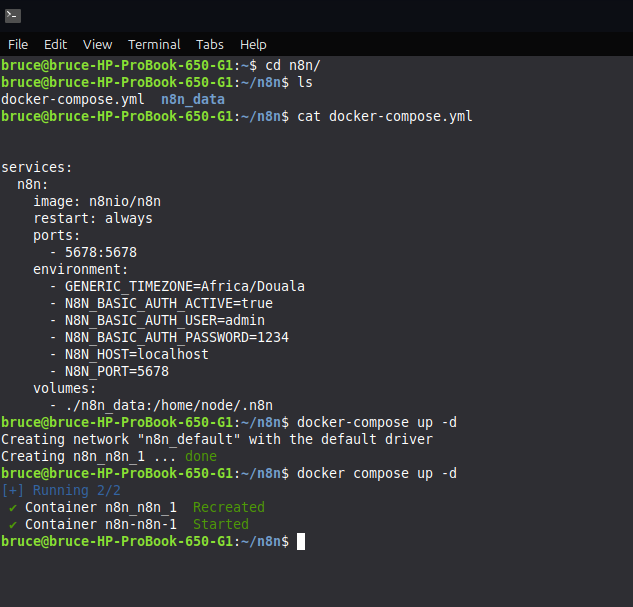 File Edit View Terminal Tabs Help
bruce@bruce-HP-ProBook-650-G1:~$ cd n8n/
bruce@bruce-HP-ProBook-650-G1:~/n8n$ ls
docker-compose.yml  n8n_data
bruce@bruce-HP-ProBook-650-G1:~/n8n$ cat docker-compose.yml
services:
  n8n:
    image: n8nio/n8n
    restart: always
    ports:
      - 5678:5678
    environment:
      - GENERIC_TIMEZONE=Africa/Douala
      - N8N_BASIC_AUTH_ACTIVE=true
      - N8N_BASIC_AUTH_USER=admin
      - N8N_BASIC_AUTH_PASSWORD=1234
      - N8N_HOST=localhost
      - N8N_PORT=5678
    volumes:
      - ./n8n_data:/home/node/.n8n
bruce@bruce-HP-ProBook-650-G1:~/n8n$ docker-compose up -d
Creating network "n8n_default" with the default driver
Creating n8n_n8n_1 ... done
bruce@bruce-HP-ProBook-650-G1:~/n8n$ docker compose up -d
[+] Running 2/2
 ✔ Container n8n_n8n_1  Recreated
 ✔ Container n8n-n8n-1  Started
bruce@bruce-HP-ProBook-650-G1:~/n8n$